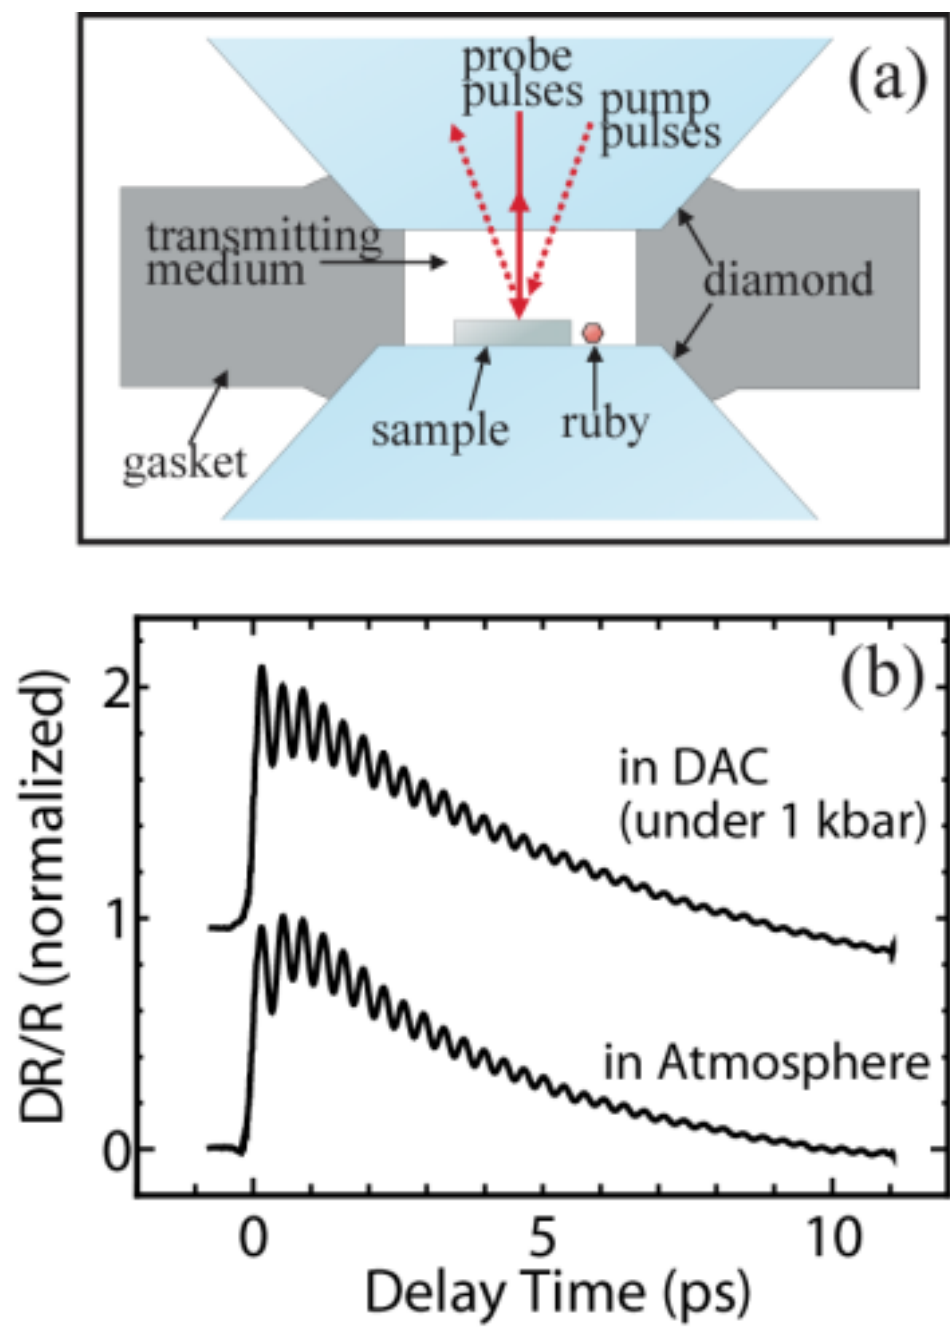 (a)
probe
pulses
pump
pulses
transmitting
medium
diamond
sample
ruby
gasket
(b)
2
in DAC
(under 1 kbar)
1
in Atmosphere
0
DR/R (normalized)
0 5 10
Delay Time (ps)